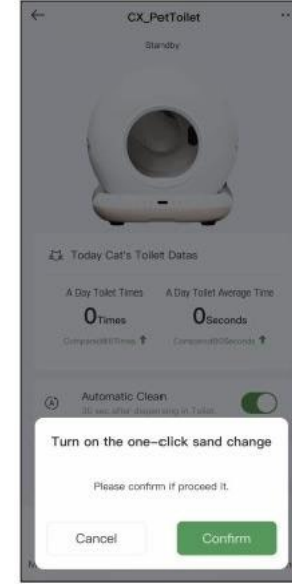 CX_PetToilet
Standby
Today Cat's Toilet Datas
A Day Toilet Times
A Day Toilet Average Time
0Times
0Seconds
Automatic Clean
Turn on the one-click sand change
Please confirm if proceed it.
Cancel
Confirm